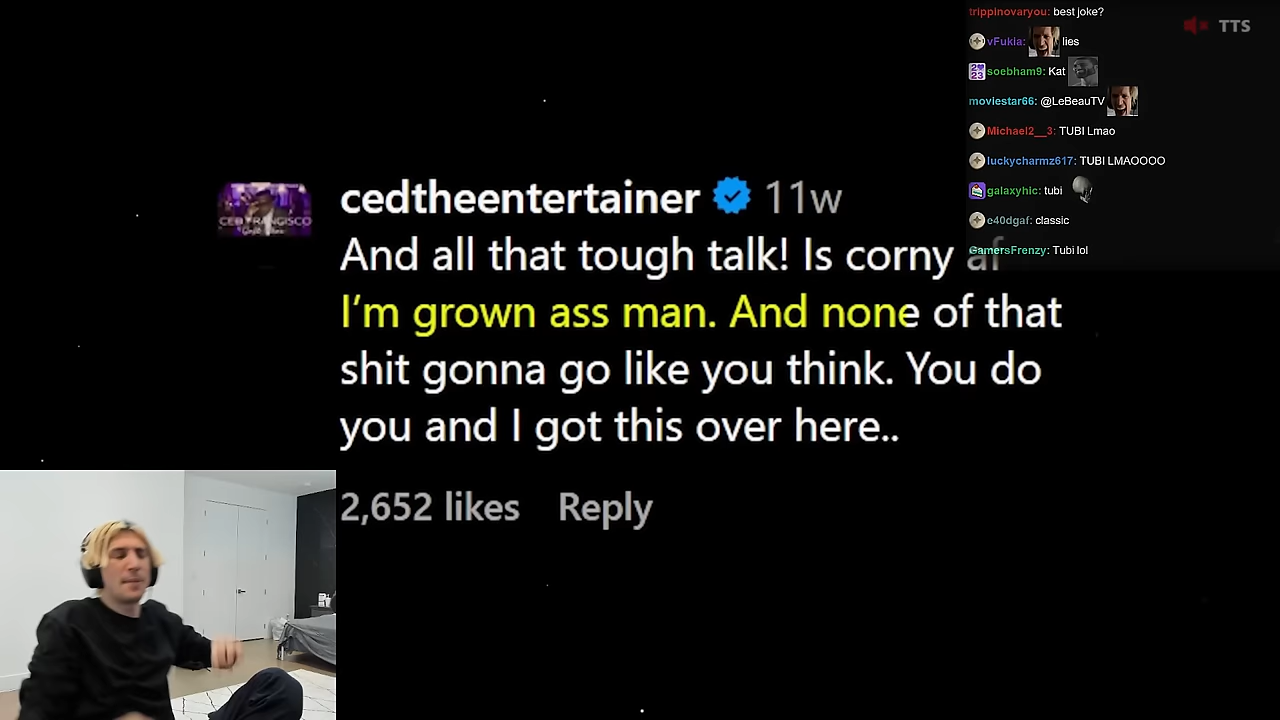 trippinovaryou: best joke?
TTS
vFukia: lies
soebham9: Kat
moviestar66: @LeBeauTV
Michael2__3: TUBI Lmao
luckycharmz617: TUBI LMAOOOO
galaxyhic: tubi
e40dgaf: classic
GamersFrenzy: Tubi lol
cedtheentertainer 11w
And all that tough talk! Is corny af
I’m grown ass man. And none of that
shit gonna go like you think. You do
you and I got this over here..
2,652 likes Reply